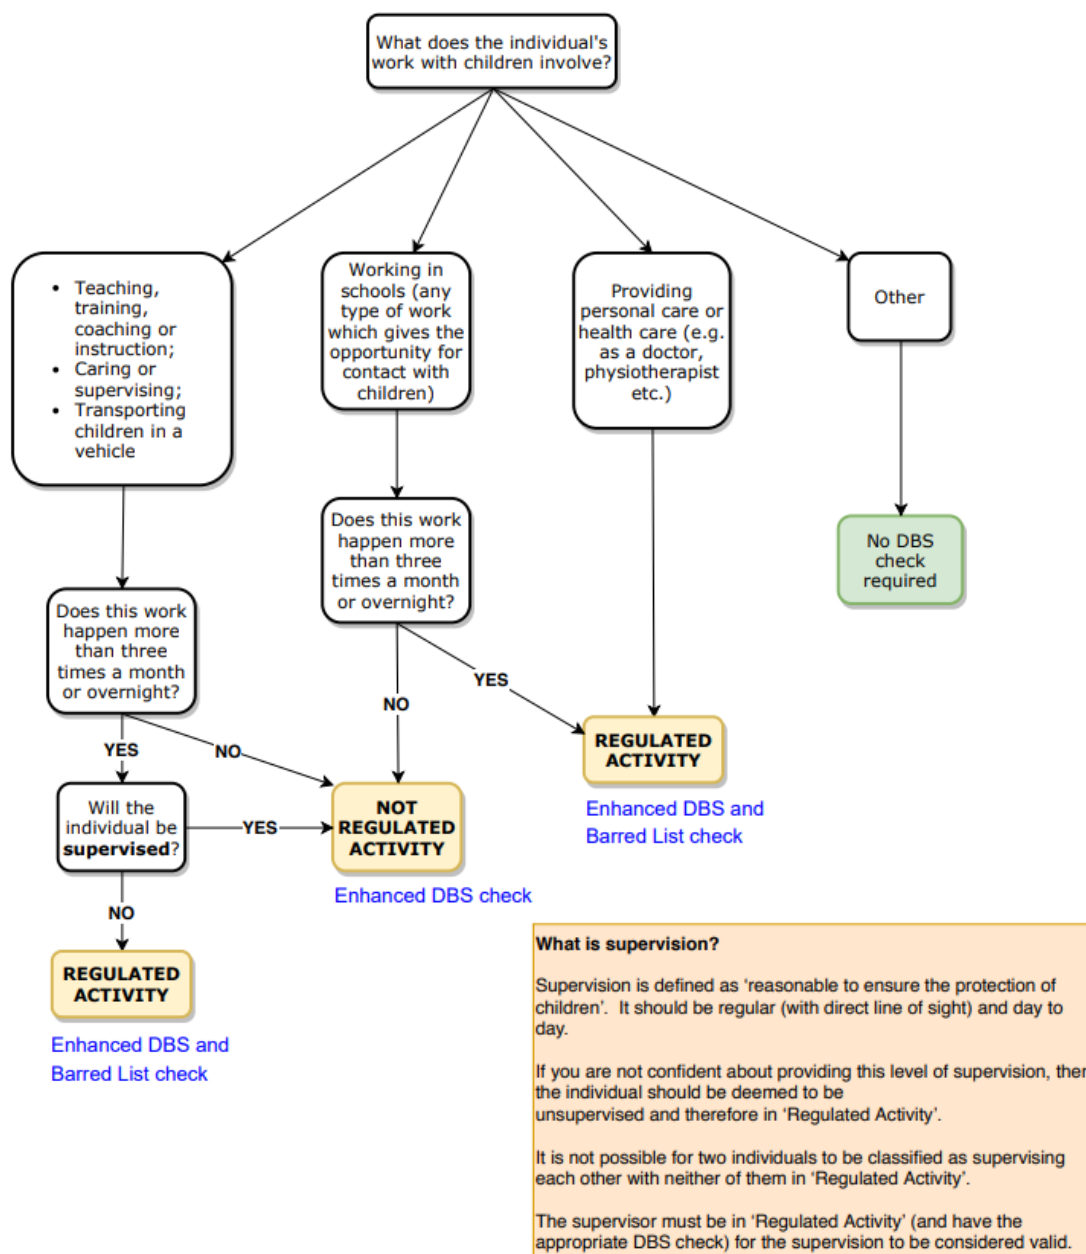 What does the individual's
work with children involve?
• Teaching,
training,
coaching or
instruction;
• Caring or
supervising;
• Transporting
children in a
vehicle
Working in
schools (any
type of work
which gives the
opportunity for
contact with
children)
Providing
personal care or
health care (e.g.
as a doctor,
physiotherapist
etc.)
Other
Does this work
happen more
than three
times a month
or overnight?
No DBS
check
required
Does this work
happen more
than three
times a month
or overnight?
YES
NO
YES
NO
REGULATED
ACTIVITY
Enhanced DBS and
Barred List check
Will the
individual be
supervised?
YES
NOT
REGULATED
ACTIVITY
Enhanced DBS check
NO
REGULATED
ACTIVITY
Enhanced DBS and
Barred List check
What is supervision?
Supervision is defined as ‘reasonable to ensure the protection of
children’. It should be regular (with direct line of sight) and day to
day.
If you are not confident about providing this level of supervision, then
the individual should be deemed to be
unsupervised and therefore in ‘Regulated Activity’.
It is not possible for two individuals to be classified as supervising
each other with neither of them in ‘Regulated Activity’.
The supervisor must be in ‘Regulated Activity’ (and have the
appropriate DBS check) for the supervision to be considered valid.